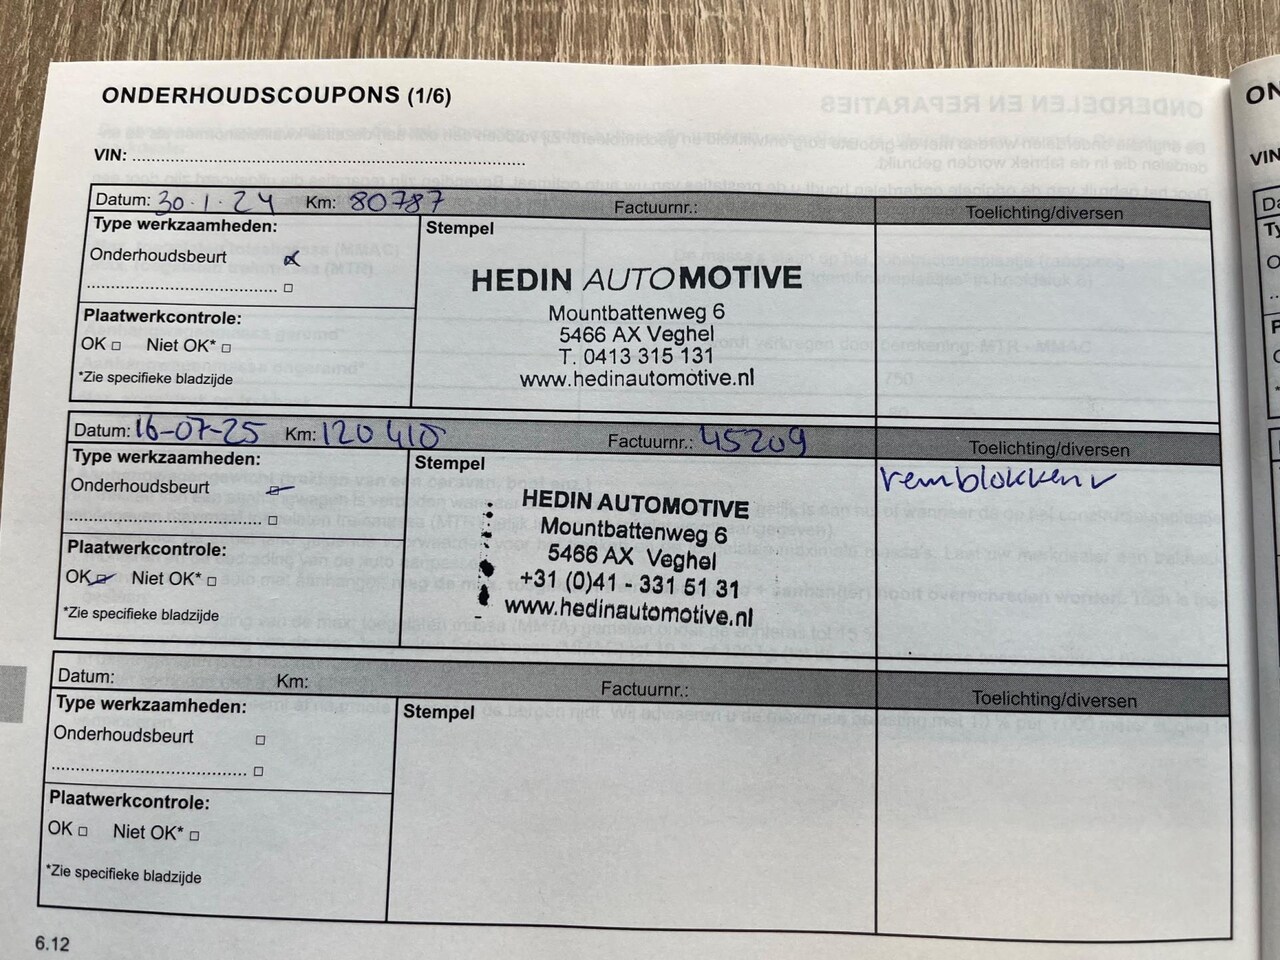 ONDERHOUDSCOUPONS (1/6)
VIN: ..........................................................................
Datum: 30.1.24 Km: 80787 Factuurnr.: Toelichting/diversen
Type werkzaamheden: Stempel
Onderhoudsbeurt
HEDIN AUTOMOTIVE
Mountbattenweg 6
5466 AX Veghel
T. 0413 315 131
www.hedinautomotive.nl
Plaatwerkcontrole:
OK □ Niet OK* □
*Zie specifieke bladzijde
Datum: 16-07-25 Km: 120410 Factuurnr.: 45209 Toelichting/diversen
Type werkzaamheden: Stempel remblokken v
Onderhoudsbeurt
HEDIN AUTOMOTIVE
Mountbattenweg 6
5466 AX Veghel
+31 (0)41 - 331 51 31
www.hedinautomotive.nl
Plaatwerkcontrole:
OK Niet OK* □
*Zie specifieke bladzijde
Datum: Km: Factuurnr.: Toelichting/diversen
Type werkzaamheden: Stempel
Onderhoudsbeurt □
....................................... □
Plaatwerkcontrole:
OK □ Niet OK* □
*Zie specifieke bladzijde
6.12
ON
VIN